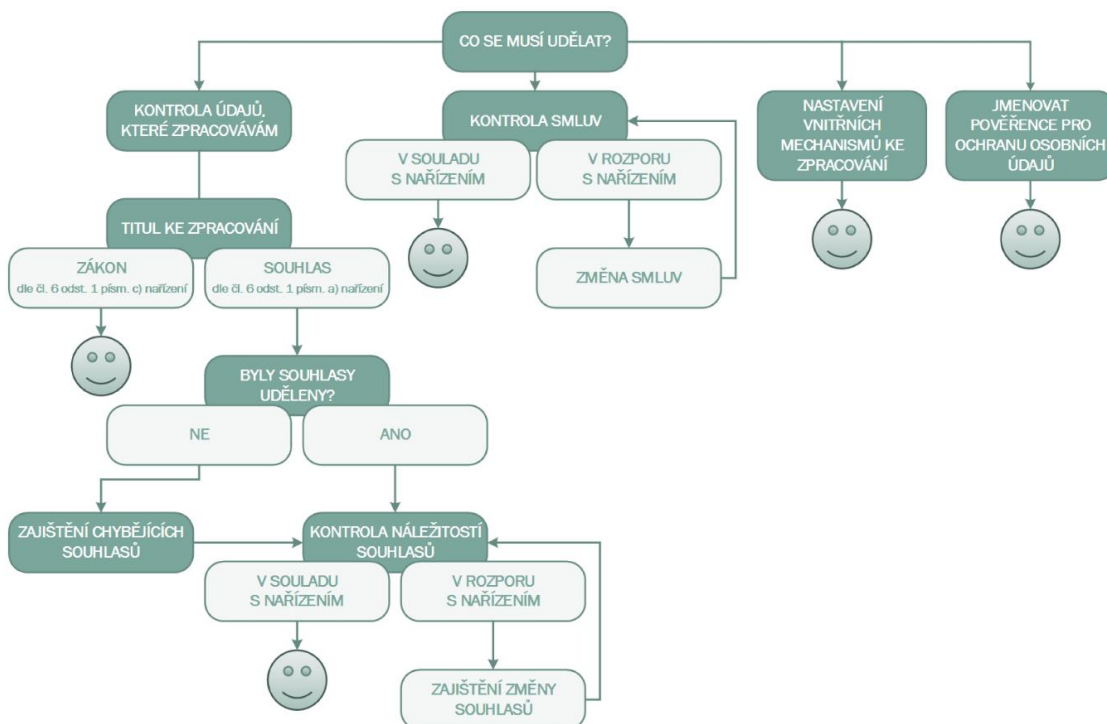 CO SE MUSÍ UDĚLAT?
KONTROLA ÚDAJŮ,
KTERÉ ZPRACOVÁVÁM
KONTROLA SMLUV
NASTAVENÍ
VNITŘNÍCH
MECHANISMŮ KE
ZPRACOVÁNÍ
JMENOVAT
POVĚŘENCE PRO
OCHRANU OSOBNÍCH
ÚDAJŮ
V SOULADU
S NAŘÍZENÍM
V ROZPORU
S NAŘÍZENÍM
TITUL KE ZPRACOVÁNÍ
ZÁKON
dle čl. 6 odst. 1 písm. c) nařízení
SOUHLAS
dle čl. 6 odst. 1 písm. a) nařízení
ZMĚNA SMLUV
BYLY SOUHLASY
UDĚLENY?
NE
ANO
ZAJIŠTĚNÍ CHYBĚJÍCÍCH
SOUHLASŮ
KONTROLA NÁLEŽITOSTÍ
SOUHLASŮ
V SOULADU
S NAŘÍZENÍM
V ROZPORU
S NAŘÍZENÍM
ZAJIŠTĚNÍ ZMĚNY
SOUHLASŮ